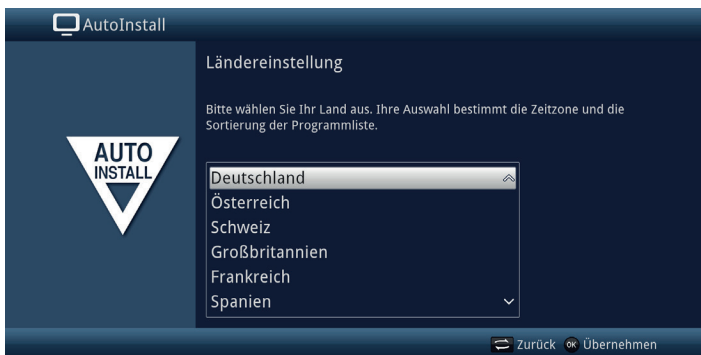 AutoInstall
Ländereinstellung
Bitte wählen Sie Ihr Land aus. Ihre Auswahl bestimmt die Zeitzone und die
Sortierung der Programmliste.
AUTO
INSTALL
Deutschland
Österreich
Schweiz
Großbritannien
Frankreich
Spanien
Zurück OK Übernehmen